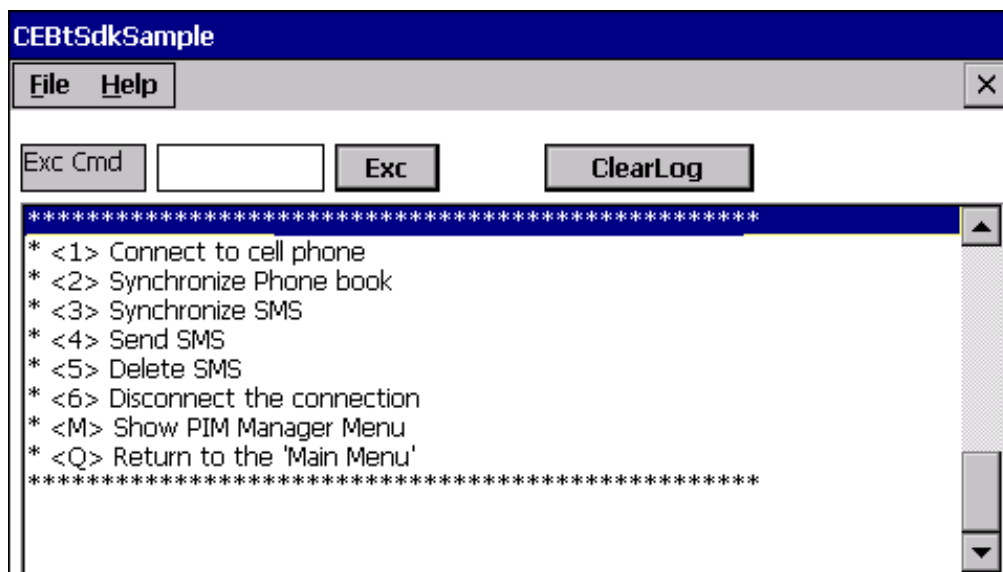 CEBtSdkSample
File Help
Exc Cmd Exc ClearLog
**************************************************
* <1> Connect to cell phone
* <2> Synchronize Phone book
* <3> Synchronize SMS
* <4> Send SMS
* <5> Delete SMS
* <6> Disconnect the connection
* <M> Show PIM Manager Menu
* <Q> Return to the 'Main Menu'
**************************************************